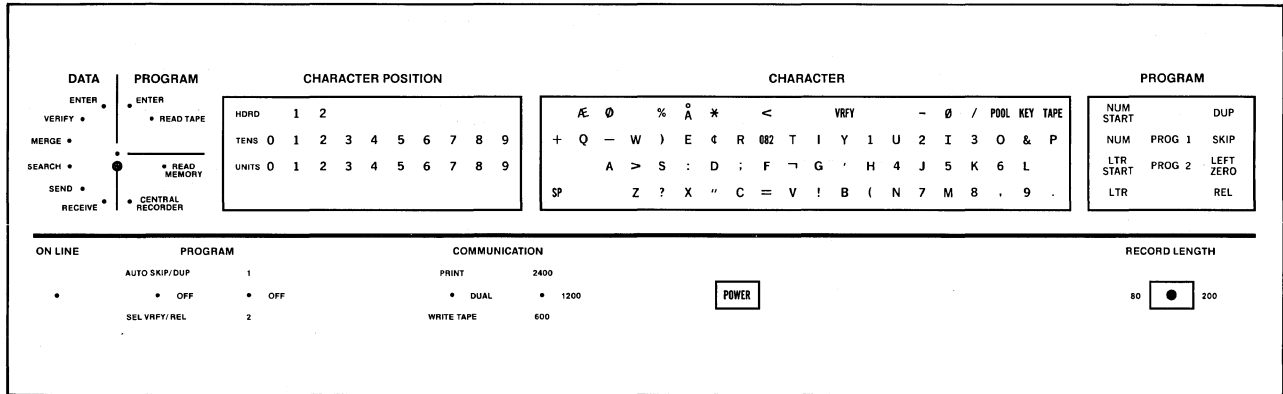 DATA PROGRAM CHARACTER POSITION CHARACTER PROGRAM
ENTER ENTER
VERIFY READ TAPE
MERGE
SEARCH READ MEMORY
SEND
RECEIVE CENTRAL RECORDER
HDRD 1 2
TENS 0 1 2 3 4 5 6 7 8 9
UNITS 0 1 2 3 4 5 6 7 8 9
Æ Ø % Å * < VRFY - Ø / POOL KEY TAPE
+ Q — W ) E ¢ R 082 T | Y 1 U 2 I 3 O & P
A > S : D ; F ¬ G ' H 4 J 5 K 6 L
SP Z ? X " C = V ! B ( N 7 M 8 , 9 .
NUM START DUP
NUM PROG 1 SKIP
LTR START PROG 2 LEFT ZERO
LTR REL
ON LINE PROGRAM COMMUNICATION RECORD LENGTH
AUTO SKIP/DUP 1 PRINT 2400
OFF OFF DUAL 1200 POWER 80 200
SEL VRFY/REL 2 WRITE TAPE 600